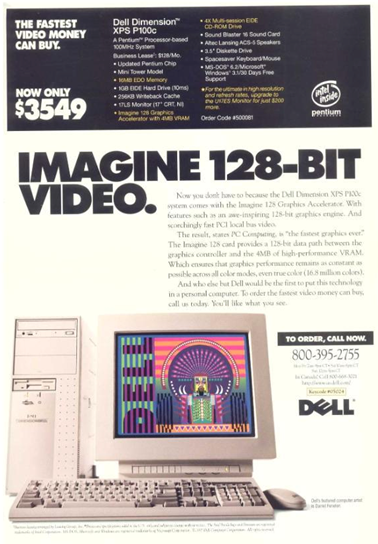 THE FASTEST
VIDEO MONEY
CAN BUY.
NOW ONLY
$3549
Dell Dimension™
XPS P100c
A Pentium™ Processor-based
100MHz System
Business Lease◊: $128/Mo.
• Updated Pentium Chip
• Mini Tower Model
• 16MB EDO Memory
• 1GB EIDE Hard Drive (10ms)
• 256KB Writeback Cache
• 17LS Monitor (17" CRT, NI)
• Imagine 128 Graphics
Accelerator with 4MB VRAM
• 4X Multi-session EIDE
CD-ROM Drive
• Sound Blaster 16 Sound Card
• Altec Lansing ACS-5 Speakers
• 3.5" Diskette Drive
• Spacesaver Keyboard/Mouse
• MS-DOS® 6.2/Microsoft®
Windows™ 3.1/30 Days Free
Support
• For the ultimate in high resolution
and refresh rates, upgrade to
the
Monitor for just $200
more.
Order Code #500081
intel
inside
pentium
IMAGINE 128-BIT
VIDEO.
Now you don't have to because the Dell Dimension XPS P100c
system comes with the Imagine 128 Graphics Accelerator. With
features such as an awe-inspiring 128-bit graphics engine. And
scorchingly fast PCI local bus video.
The result, states PC Computing, is "the fastest graphics ever."
The Imagine 128 card provides a 128-bit data path between the
graphics controller and the 4MB of high-performance VRAM.
Which ensures that graphics performance remains as constant as
possible across all color modes, even true color (16.8 million colors).
And who else but Dell would be the first to put this technology
in a personal computer. To order the fastest video money can buy,
call us today. You'll like what you see.
TO ORDER, CALL NOW.
800-395-2755
DELL
Dell's featured computer artist
is